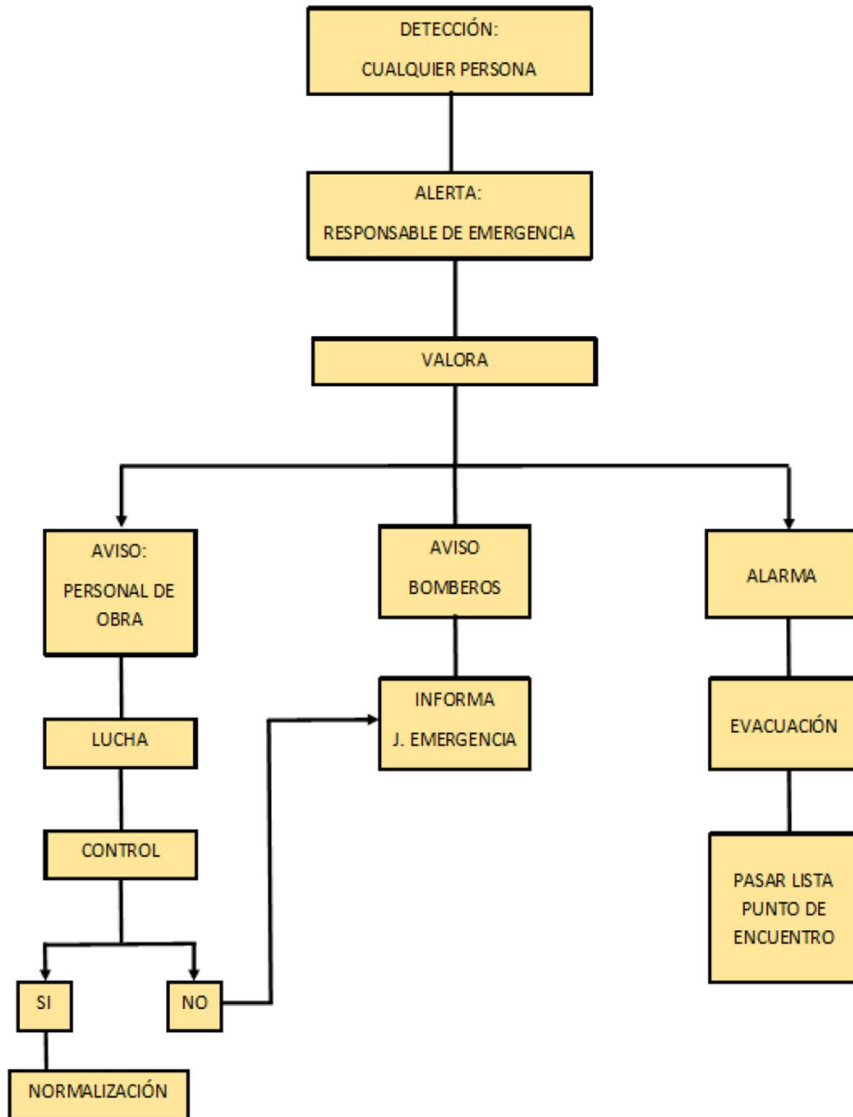 DETECCIÓN:
CUALQUIER PERSONA
ALERTA:
RESPONSABLE DE EMERGENCIA
VALORA
AVISO:
PERSONAL DE
OBRA
AVISO
BOMBEROS
ALARMA
LUCHA
INFORMA
J. EMERGENCIA
EVACUACIÓN
CONTROL
PASAR LISTA
PUNTO DE
ENCUENTRO
SI
NO
NORMALIZACIÓN